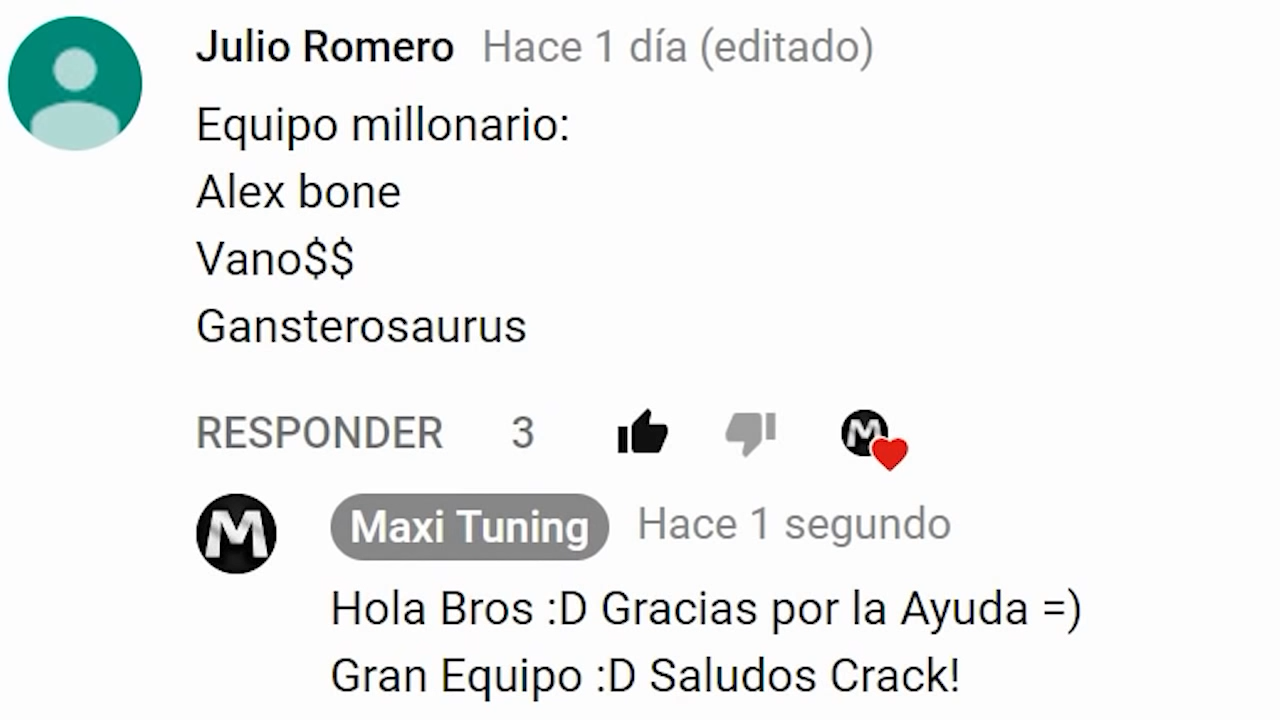 Julio Romero Hace 1 día (editado)
Equipo millonario:
Alex bone
Vano$$
Gansterosaurus
RESPONDER 3 M
M Maxi Tuning Hace 1 segundo
Hola Bros :D Gracias por la Ayuda =)
Gran Equipo :D Saludos Crack!